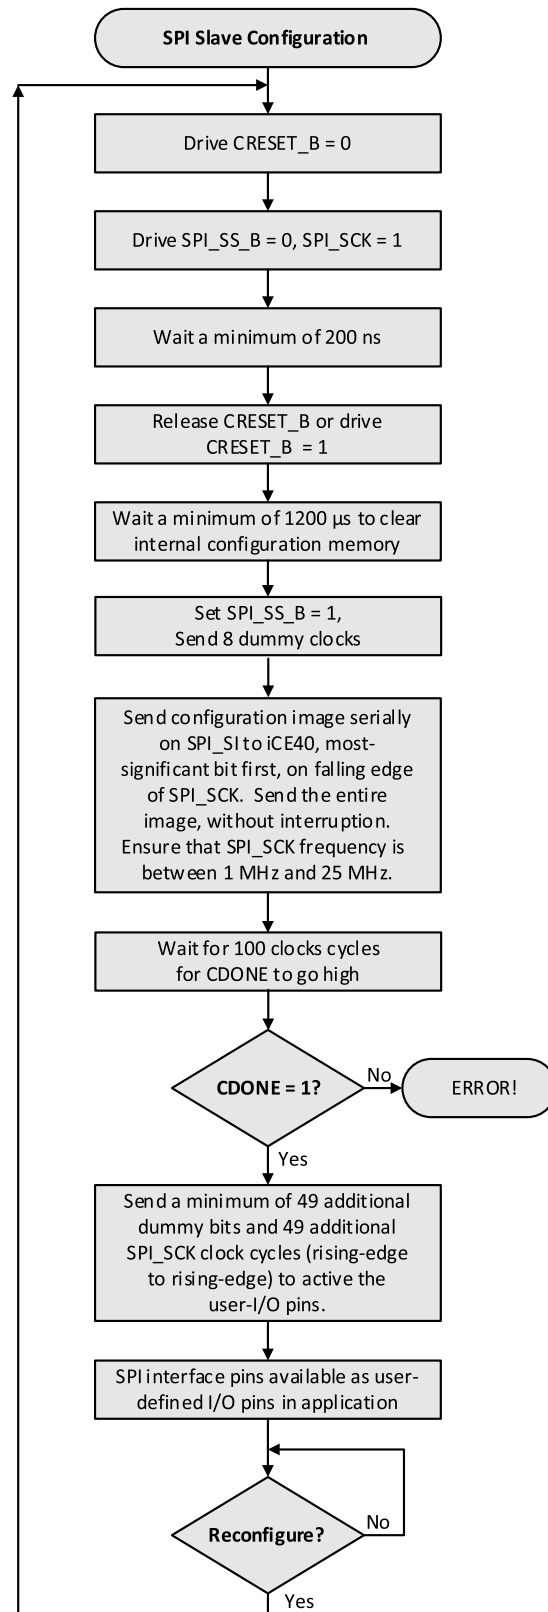 SPI Slave Configuration
Drive CRESET_B = 0
Drive SPI_SS_B = 0, SPI_SCK = 1
Wait a minimum of 200 ns
Release CRESET_B or drive
CRESET_B = 1
Wait a minimum of 1200 µs to clear
internal configuration memory
Set SPI_SS_B = 1,
Send 8 dummy clocks
Send configuration image serially
on SPI_SI to iCE40, most-
significant bit first, on falling edge
of SPI_SCK. Send the entire
image, without interruption.
Ensure that SPI_SCK frequency is
between 1 MHz and 25 MHz.
Wait for 100 clocks cycles
for CDONE to go high
CDONE = 1?
No
ERROR!
Yes
Send a minimum of 49 additional
dummy bits and 49 additional
SPI_SCK clock cycles (rising-edge
to rising-edge) to active the
user-I/O pins.
SPI interface pins available as user-
defined I/O pins in application
Reconfigure?
No
Yes